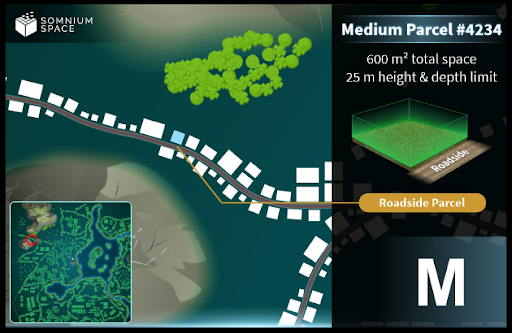 SOMNIUM
SPACE
Medium Parcel #4234
600 m² total space
25 m height & depth limit
Roadside
Roadside Parcel
M